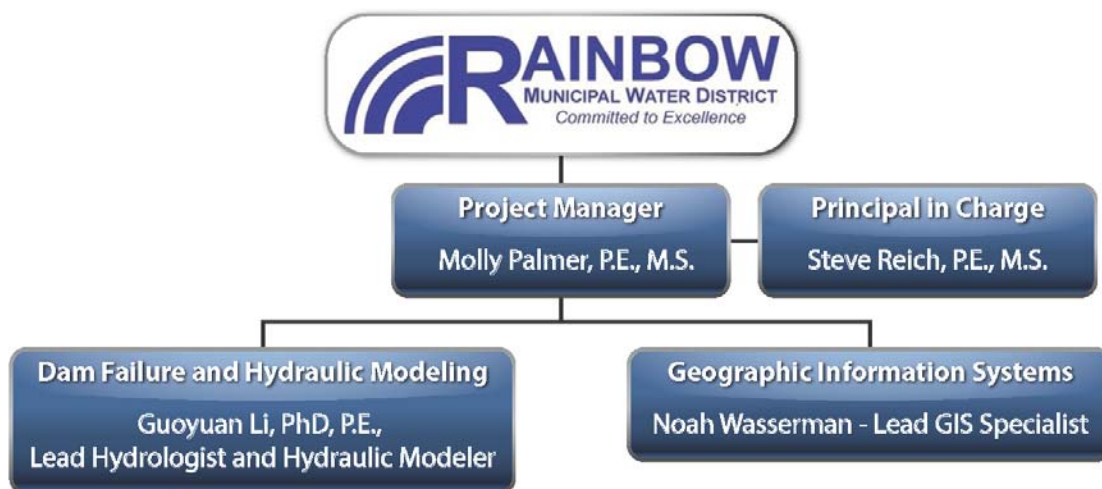 RAINBOW
MUNICIPAL WATER DISTRICT
Committed to Excellence
Project Manager
Molly Palmer, P.E., M.S.
Principal in Charge
Steve Reich, P.E., M.S.
Dam Failure and Hydraulic Modeling
Guoyuan Li, PhD, P.E.,
Lead Hydrologist and Hydraulic Modeler
Geographic Information Systems
Noah Wasserman - Lead GIS Specialist